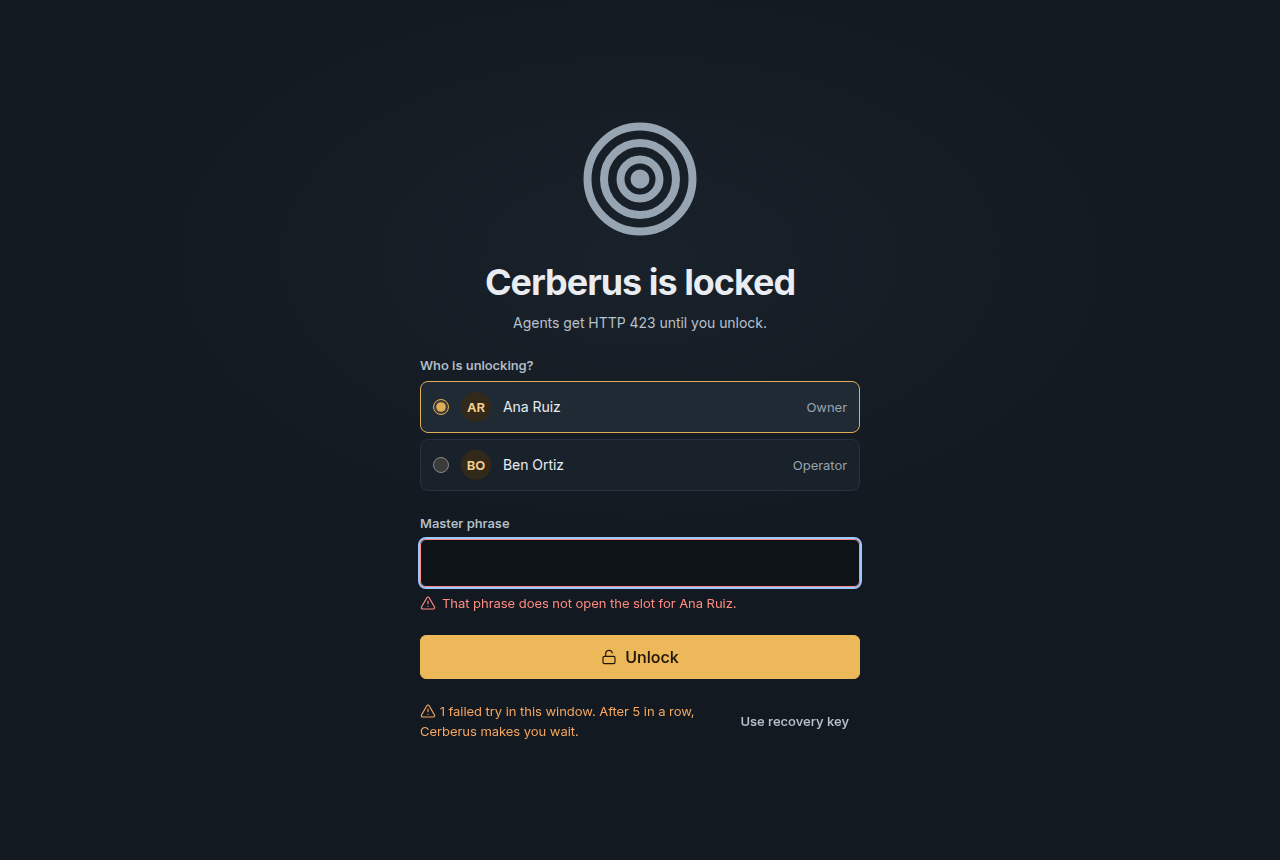 Cerberus is locked
Agents get HTTP 423 until you unlock.
Who is unlocking?
AR Ana Ruiz Owner
BO Ben Ortiz Operator
Master phrase
That phrase does not open the slot for Ana Ruiz.
Unlock
1 failed try in this window. After 5 in a row,
Cerberus makes you wait.
Use recovery key